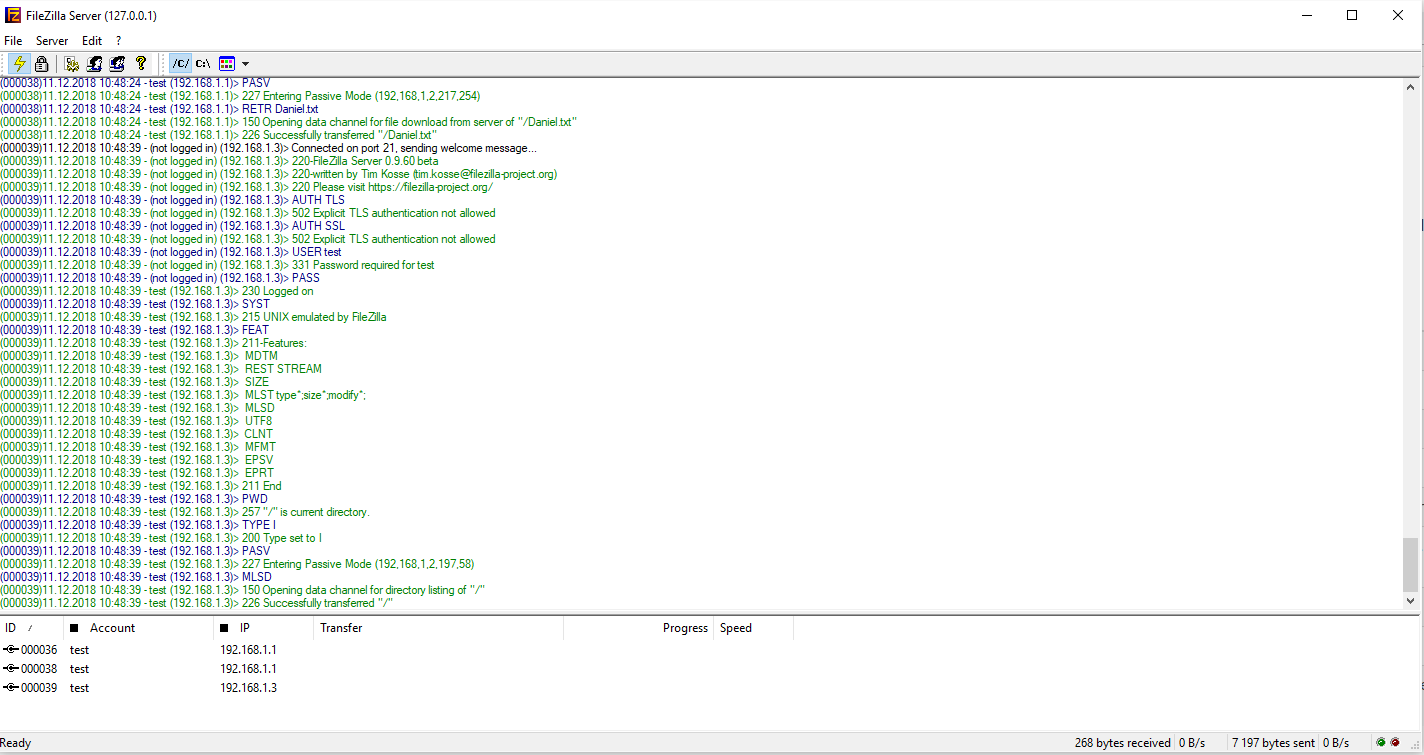 FileZilla Server (127.0.0.1)
File Server Edit ?
/C/ C:\
(000038)11.12.2018 10:48:24 - test (192.168.1.1)> PASV
(000038)11.12.2018 10:48:24 - test (192.168.1.1)> 227 Entering Passive Mode (192,168,1,2,217,254)
(000038)11.12.2018 10:48:24 - test (192.168.1.1)> RETR Daniel.txt
(000038)11.12.2018 10:48:24 - test (192.168.1.1)> 150 Opening data channel for file download from server of "/Daniel.txt"
(000038)11.12.2018 10:48:24 - test (192.168.1.1)> 226 Successfully transferred "/Daniel.txt"
(000039)11.12.2018 10:48:39 - (not logged in) (192.168.1.3)> Connected on port 21, sending welcome message...
(000039)11.12.2018 10:48:39 - (not logged in) (192.168.1.3)> 220-FileZilla Server 0.9.60 beta
(000039)11.12.2018 10:48:39 - (not logged in) (192.168.1.3)> 220-written by Tim Kosse (tim.kosse@filezilla-project.org)
(000039)11.12.2018 10:48:39 - (not logged in) (192.168.1.3)> 220 Please visit https://filezilla-project.org/
(000039)11.12.2018 10:48:39 - (not logged in) (192.168.1.3)> AUTH TLS
(000039)11.12.2018 10:48:39 - (not logged in) (192.168.1.3)> 502 Explicit TLS authentication not allowed
(000039)11.12.2018 10:48:39 - (not logged in) (192.168.1.3)> AUTH SSL
(000039)11.12.2018 10:48:39 - (not logged in) (192.168.1.3)> 502 Explicit TLS authentication not allowed
(000039)11.12.2018 10:48:39 - (not logged in) (192.168.1.3)> USER test
(000039)11.12.2018 10:48:39 - (not logged in) (192.168.1.3)> 331 Password required for test
(000039)11.12.2018 10:48:39 - (not logged in) (192.168.1.3)> PASS
(000039)11.12.2018 10:48:39 - test (192.168.1.3)> 230 Logged on
(000039)11.12.2018 10:48:39 - test (192.168.1.3)> SYST
(000039)11.12.2018 10:48:39 - test (192.168.1.3)> 215 UNIX emulated by FileZilla
(000039)11.12.2018 10:48:39 - test (192.168.1.3)> FEAT
(000039)11.12.2018 10:48:39 - test (192.168.1.3)> 211-Features:
(000039)11.12.2018 10:48:39 - test (192.168.1.3)> MDTM
(000039)11.12.2018 10:48:39 - test (192.168.1.3)> REST STREAM
(000039)11.12.2018 10:48:39 - test (192.168.1.3)> SIZE
(000039)11.12.2018 10:48:39 - test (192.168.1.3)> MLST type*;size*;modify*;
(000039)11.12.2018 10:48:39 - test (192.168.1.3)> MLSD
(000039)11.12.2018 10:48:39 - test (192.168.1.3)> UTF8
(000039)11.12.2018 10:48:39 - test (192.168.1.3)> CLNT
(000039)11.12.2018 10:48:39 - test (192.168.1.3)> MFMT
(000039)11.12.2018 10:48:39 - test (192.168.1.3)> EPSV
(000039)11.12.2018 10:48:39 - test (192.168.1.3)> EPRT
(000039)11.12.2018 10:48:39 - test (192.168.1.3)> 211 End
(000039)11.12.2018 10:48:39 - test (192.168.1.3)> PWD
(000039)11.12.2018 10:48:39 - test (192.168.1.3)> 257 "/" is current directory.
(000039)11.12.2018 10:48:39 - test (192.168.1.3)> TYPE I
(000039)11.12.2018 10:48:39 - test (192.168.1.3)> 200 Type set to I
(000039)11.12.2018 10:48:39 - test (192.168.1.3)> PASV
(000039)11.12.2018 10:48:39 - test (192.168.1.3)> 227 Entering Passive Mode (192,168,1,2,197,58)
(000039)11.12.2018 10:48:39 - test (192.168.1.3)> MLSD
(000039)11.12.2018 10:48:39 - test (192.168.1.3)> 150 Opening data channel for directory listing of "/"
(000039)11.12.2018 10:48:39 - test (192.168.1.3)> 226 Successfully transferred "/"
ID / Account IP Transfer Progress Speed
000036 test 192.168.1.1
000038 test 192.168.1.1
000039 test 192.168.1.3
Ready 268 bytes received 0 B/s 7 197 bytes sent 0 B/s